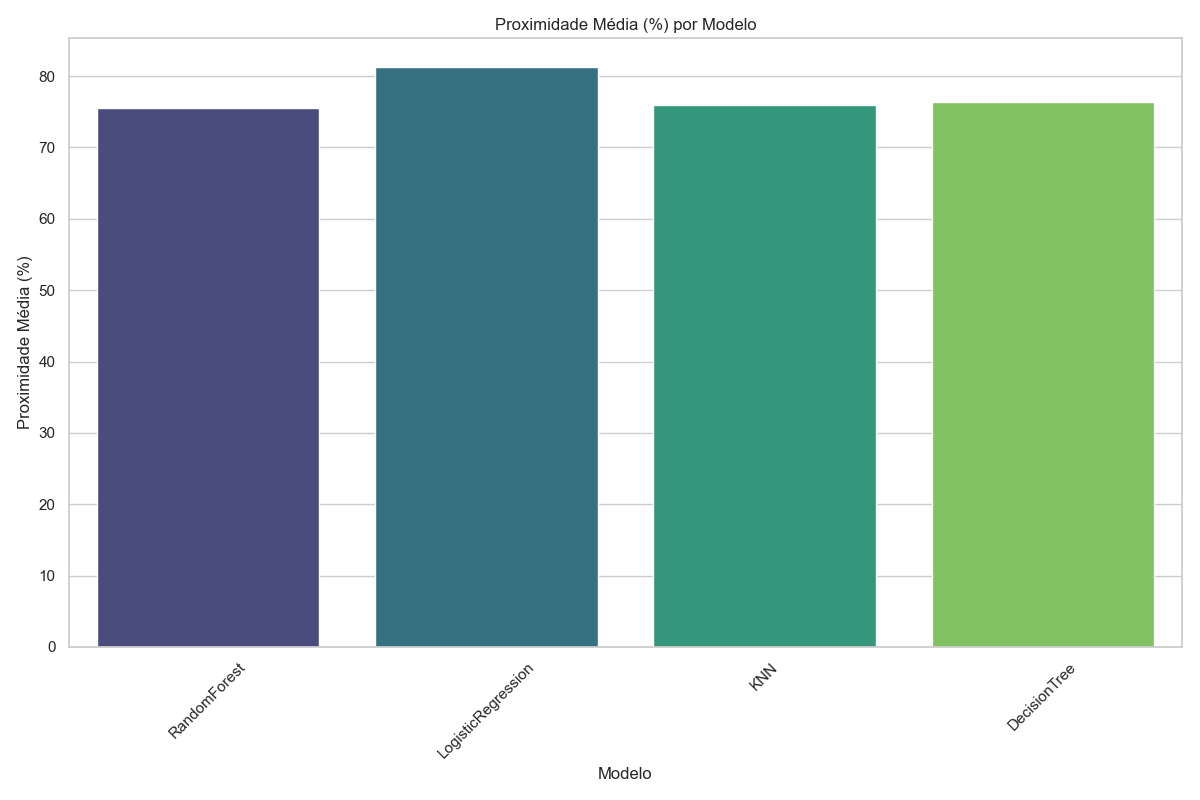 Proximidade Média (%) por Modelo
Proximidade Média (%)
80
70
60
50
40
30
20
10
0
RandomForest
LogisticRegression
KNN
DecisionTree
Modelo